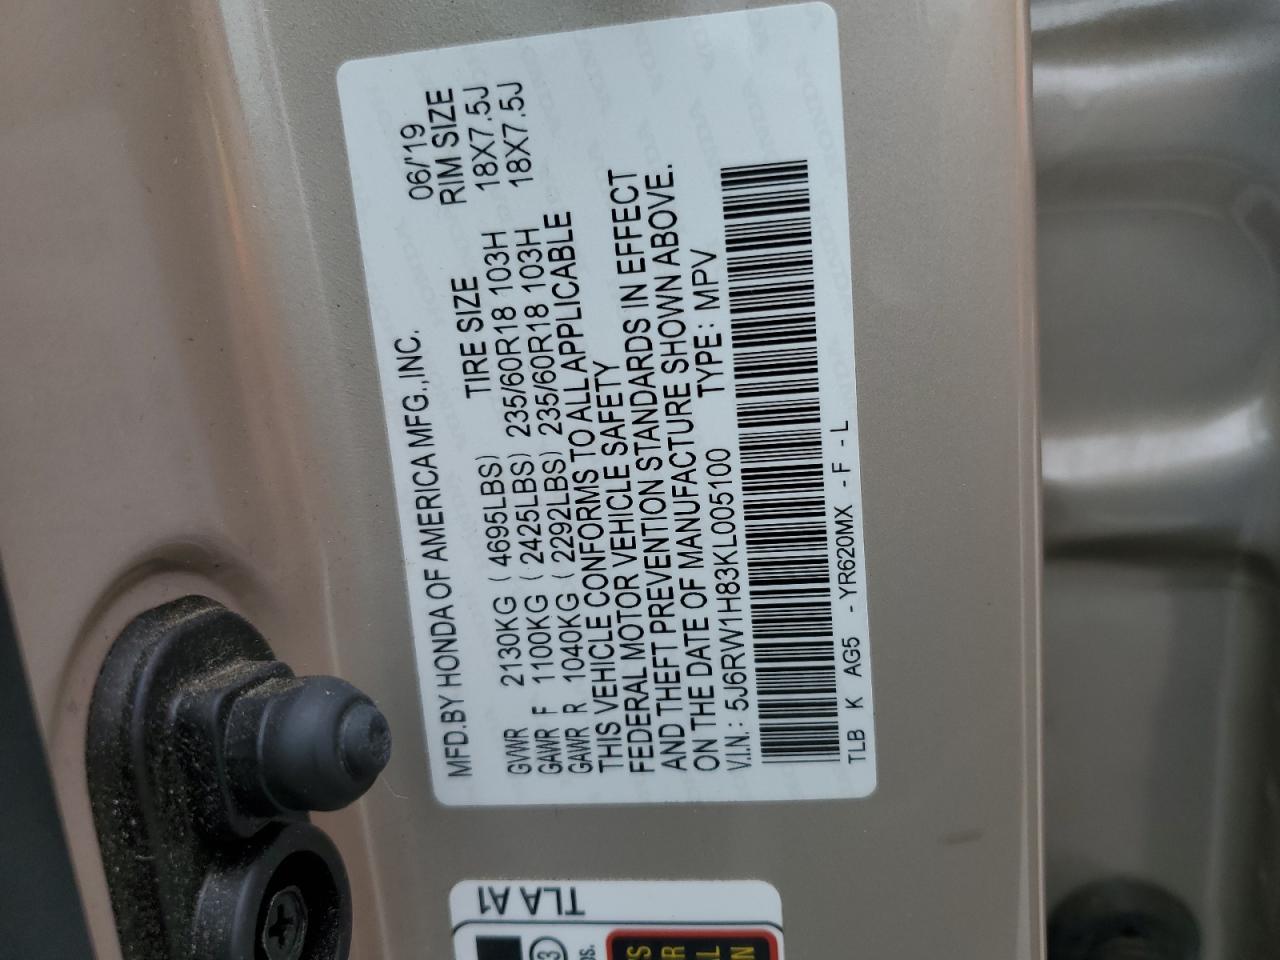 MFD.BY HONDA OF AMERICA MFG.,INC. 06/'19
TIRE SIZE RIM SIZE
GVWR 2130KG ( 4695LBS)
GAWR F 1100KG ( 2425LBS) 235/60R18 103H 18X7.5J
GAWR R 1040KG ( 2292LBS) 235/60R18 103H 18X7.5J
THIS VEHICLE CONFORMS TO ALL APPLICABLE
FEDERAL MOTOR VEHICLE SAFETY
AND THEFT PREVENTION STANDARDS IN EFFECT
ON THE DATE OF MANUFACTURE SHOWN ABOVE.
V.I.N.: 5J6RW1H83KL005100 TYPE: MPV
TLB K AG5 - YR620MX - F - L
TLA A1
3